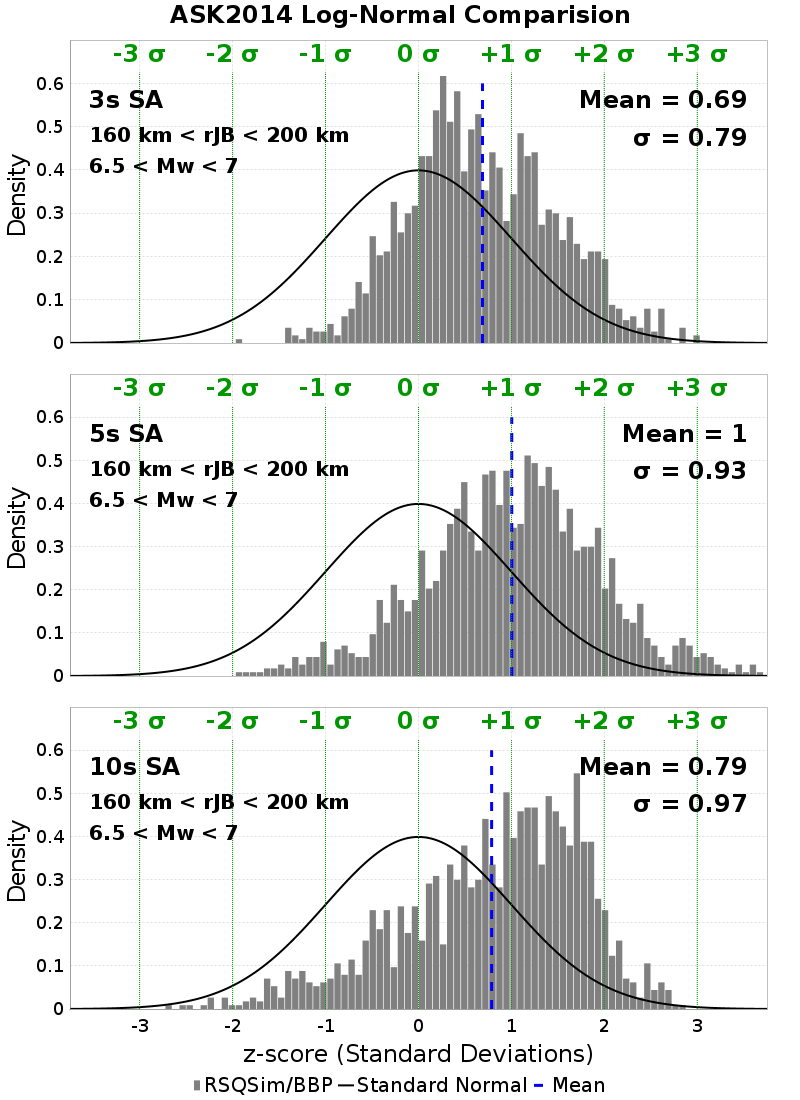 ASK2014 Log-Normal Comparision
-3 σ -2 σ -1 σ 0 σ +1 σ +2 σ +3 σ
3s SA
160 km < rJB < 200 km
6.5 < Mw < 7
Mean = 0.69
σ = 0.79
Density
0.6
0.5
0.4
0.3
0.2
0.1
0
-3 σ -2 σ -1 σ 0 σ +1 σ +2 σ +3 σ
5s SA
160 km < rJB < 200 km
6.5 < Mw < 7
Mean = 1
σ = 0.93
Density
0.6
0.5
0.4
0.3
0.2
0.1
0
-3 σ -2 σ -1 σ 0 σ +1 σ +2 σ +3 σ
10s SA
160 km < rJB < 200 km
6.5 < Mw < 7
Mean = 0.79
σ = 0.97
Density
0.6
0.5
0.4
0.3
0.2
0.1
0
-3 -2 -1 0 1 2 3
z-score (Standard Deviations)
RSQSim/BBP Standard Normal Mean